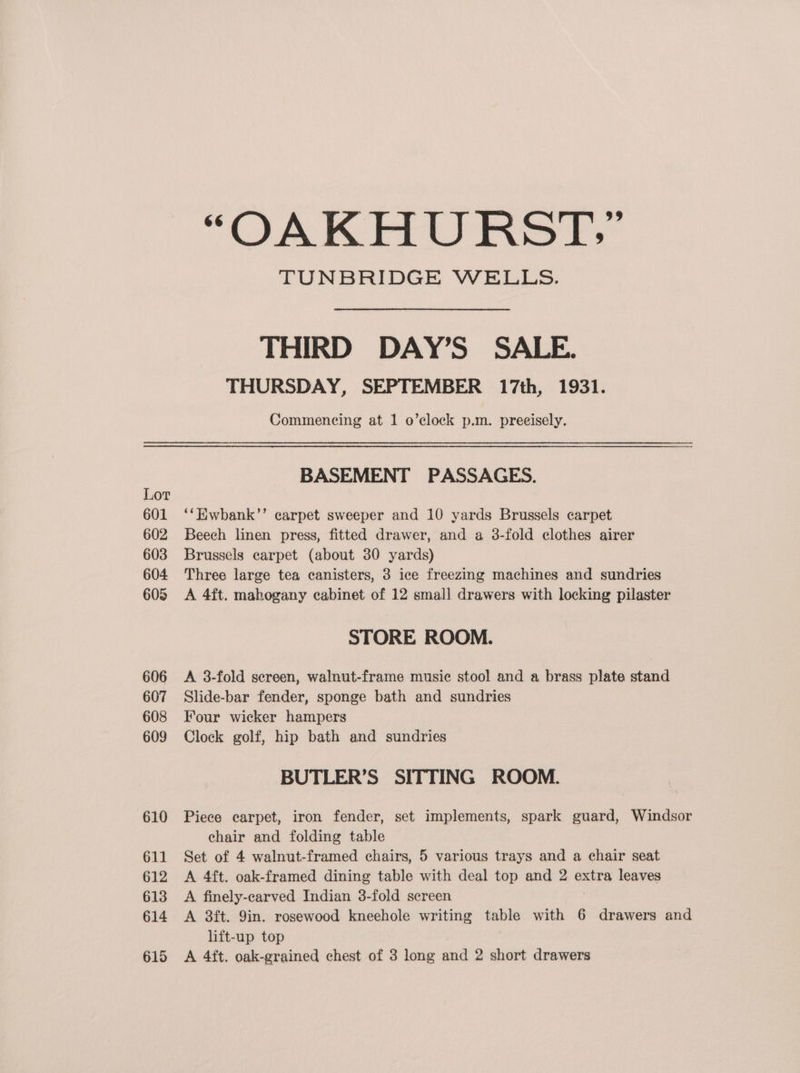 “OAKHURST,”
TUNBRIDGE WELLS.
THIRD DAY’S SALE.
THURSDAY, SEPTEMBER 17th, 1931.
Commencing at 1 o’clock p.m. precisely.
BASEMENT PASSAGES.
Lot
601 ‘‘Ewbank’’ carpet sweeper and 10 yards Brussels carpet
602 Beech linen press, fitted drawer, and a 3-fold clothes airer
603 Brussels carpet (about 30 yards)
604 Three large tea canisters, 3 ice freezing machines and sundries
605 A 4ft. mahogany cabinet of 12 small drawers with locking pilaster
STORE ROOM.
606 A 3-fold screen, walnut-frame music stool and a brass plate stand
607 Slide-bar fender, sponge bath and sundries
608 Four wicker hampers
609 Clock golf, hip bath and sundries
BUTLER’S SITTING ROOM.
610 Piece carpet, iron fender, set implements, spark guard, Windsor
chair and folding table
611 Set of 4 walnut-framed chairs, 5 various trays and a chair seat
612 A 4ft. oak-framed dining table with deal top and 2 extra leaves
613 A finely-carved Indian 3-fold screen
614 A 3ft. 9in. rosewood kneehole writing table with 6 drawers and
lift-up top
615 A 4ft. oak-grained chest of 3 long and 2 short drawers